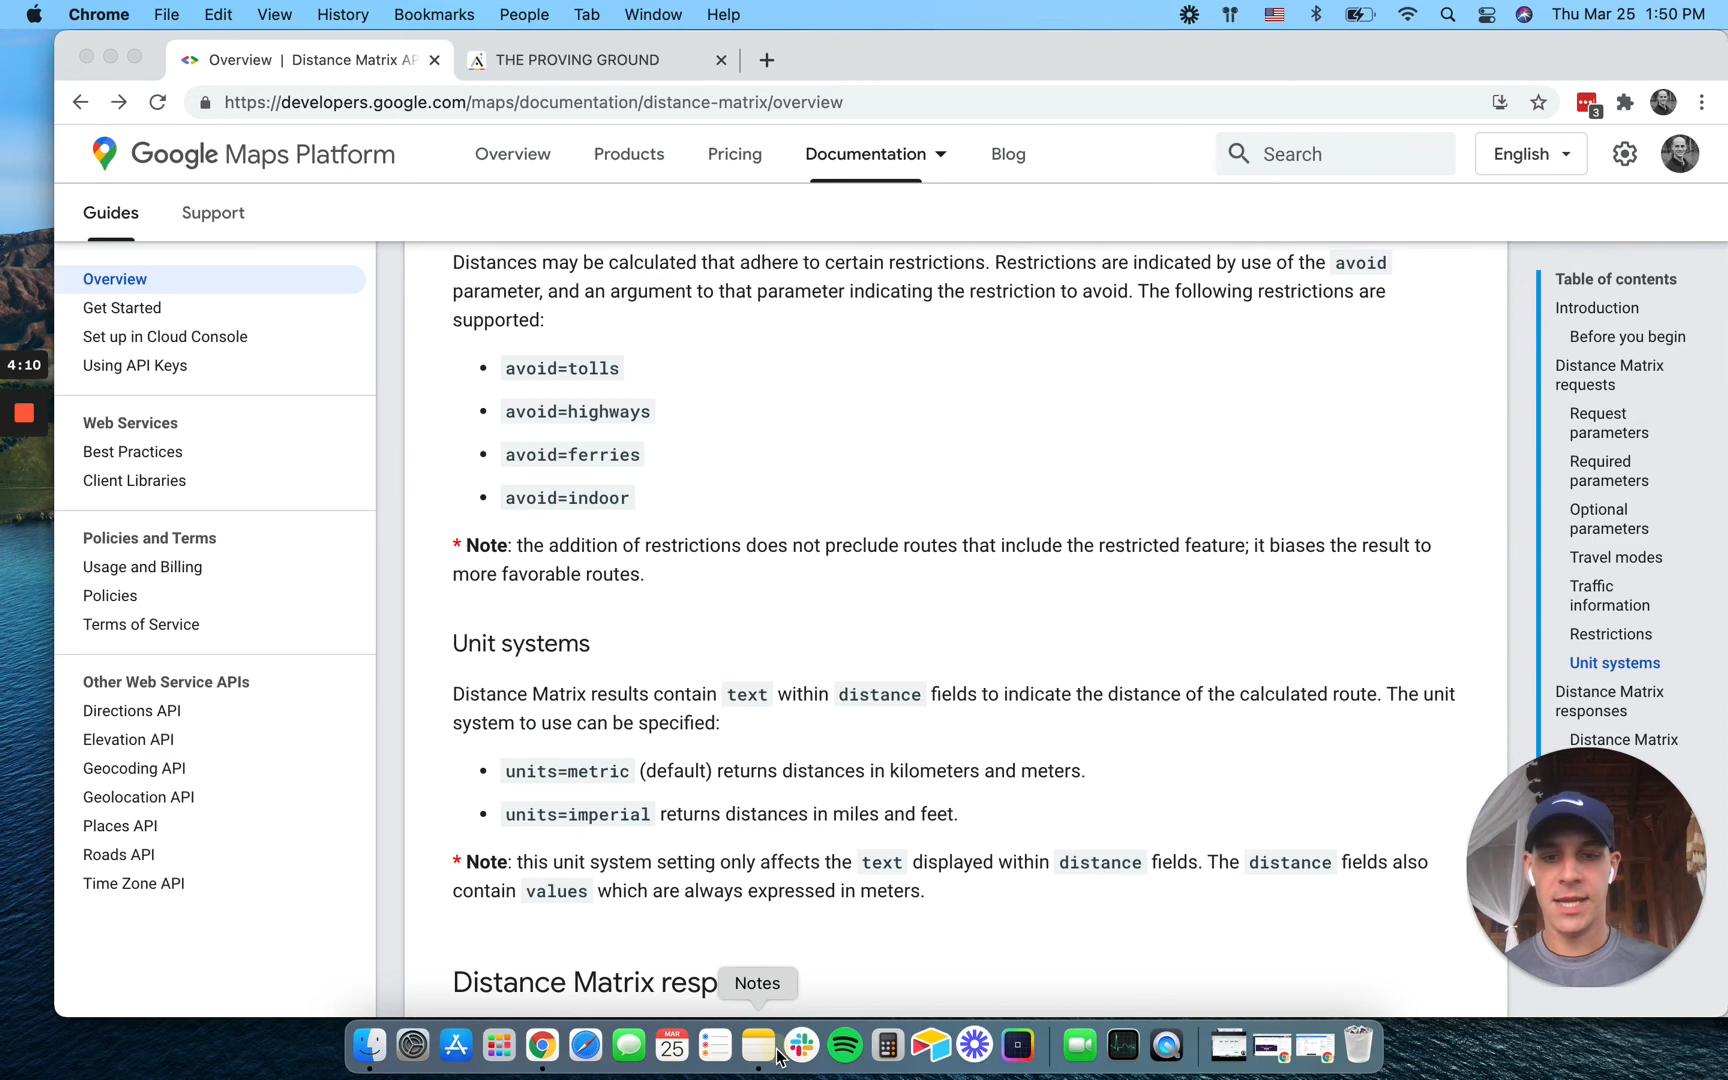 Chrome File Edit View History Bookmarks People Tab Window Help Thu Mar 25 1:50 PM
Overview | Distance Matrix AP THE PROVING GROUND
https://developers.google.com/maps/documentation/distance-matrix/overview 3
Google Maps Platform Overview Products Pricing Documentation Blog Search English
Guides Support
Overview
Get Started
Set up in Cloud Console
Using API Keys
Web Services
Best Practices
Client Libraries
Policies and Terms
Usage and Billing
Policies
Terms of Service
Other Web Service APIs
Directions API
Elevation API
Geocoding API
Geolocation API
Places API
Roads API
Time Zone API
4:10
Distances may be calculated that adhere to certain restrictions. Restrictions are indicated by use of the avoid
parameter, and an argument to that parameter indicating the restriction to avoid. The following restrictions are
supported:
• avoid=tolls
• avoid=highways
• avoid=ferries
• avoid=indoor
* Note: the addition of restrictions does not preclude routes that include the restricted feature; it biases the result to
more favorable routes.
Unit systems
Distance Matrix results contain text within distance fields to indicate the distance of the calculated route. The unit
system to use can be specified:
• units=metric (default) returns distances in kilometers and meters.
• units=imperial returns distances in miles and feet.
* Note: this unit system setting only affects the text displayed within distance fields. The distance fields also
contain values which are always expressed in meters.
Distance Matrix resp
Notes
Table of contents
Introduction
Before you begin
Distance Matrix
requests
Request
parameters
Required
parameters
Optional
parameters
Travel modes
Traffic
information
Restrictions
Unit systems
Distance Matrix
responses
Distance Matrix
MAR
25